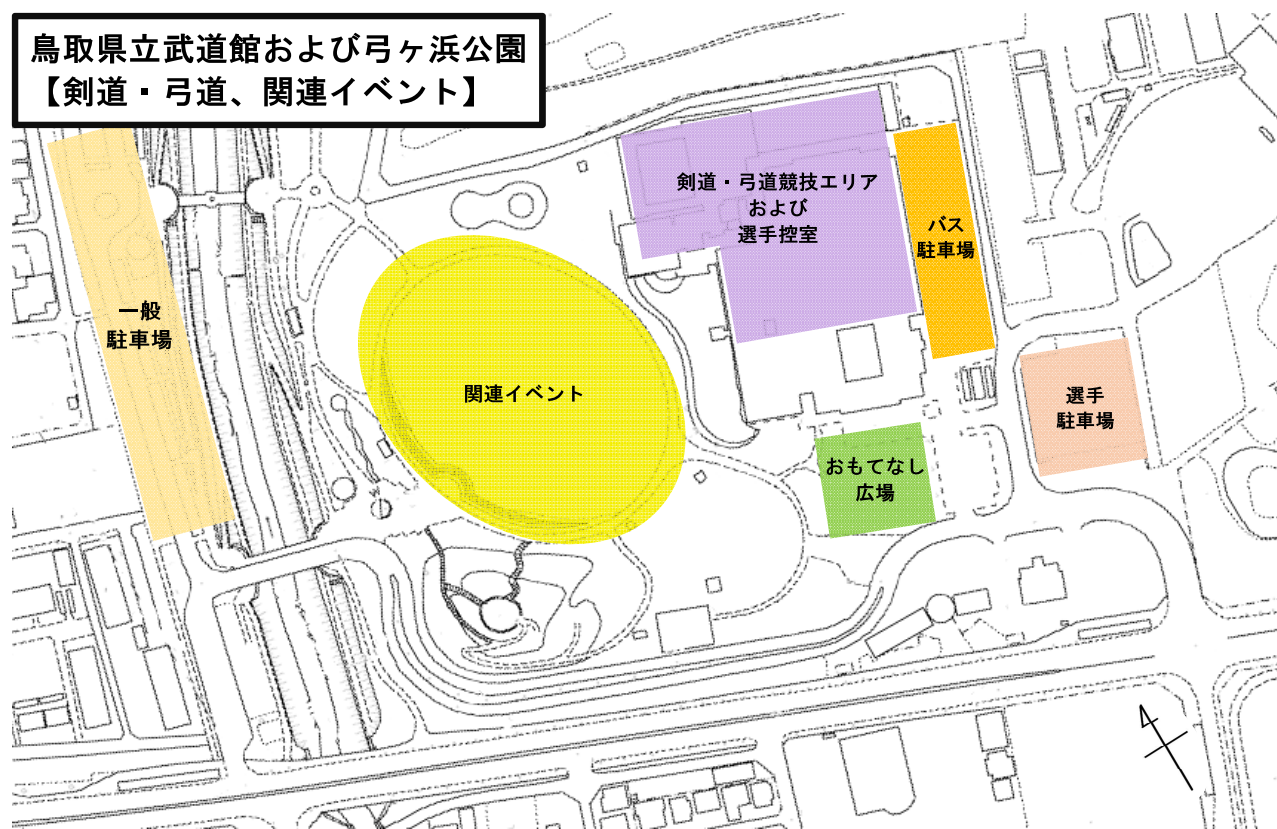 鳥取県立武道館および弓ヶ浜公園
【剣道・弓道、関連イベント】
剣道・弓道競技エリア
および
選手控室
バス
駐車場
一般
駐車場
関連イベント
選手
駐車場
おもてなし
広場